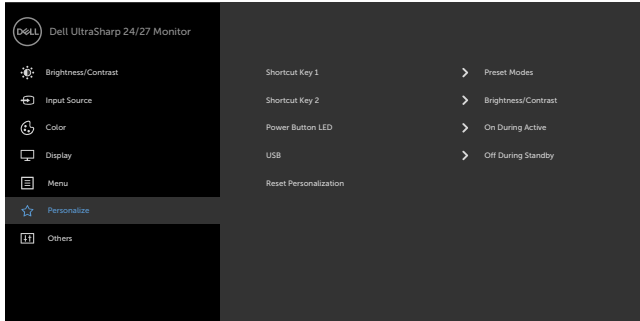 DELL Dell UltraSharp 24/27 Monitor
Brightness/Contrast
Input Source
Color
Display
Menu
Personalize
Others
Shortcut Key 1 Preset Modes
Shortcut Key 2 Brightness/Contrast
Power Button LED On During Active
USB Off During Standby
Reset Personalization